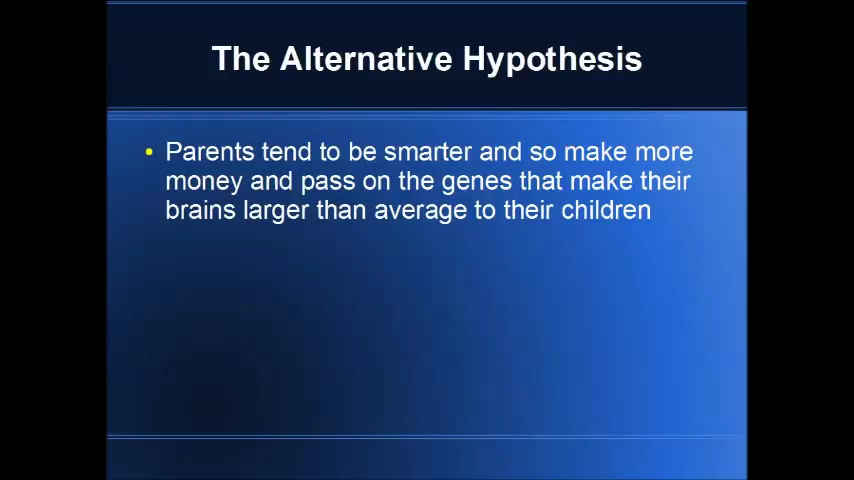 The Alternative Hypothesis
• Parents tend to be smarter and so make more
money and pass on the genes that make their
brains larger than average to their children